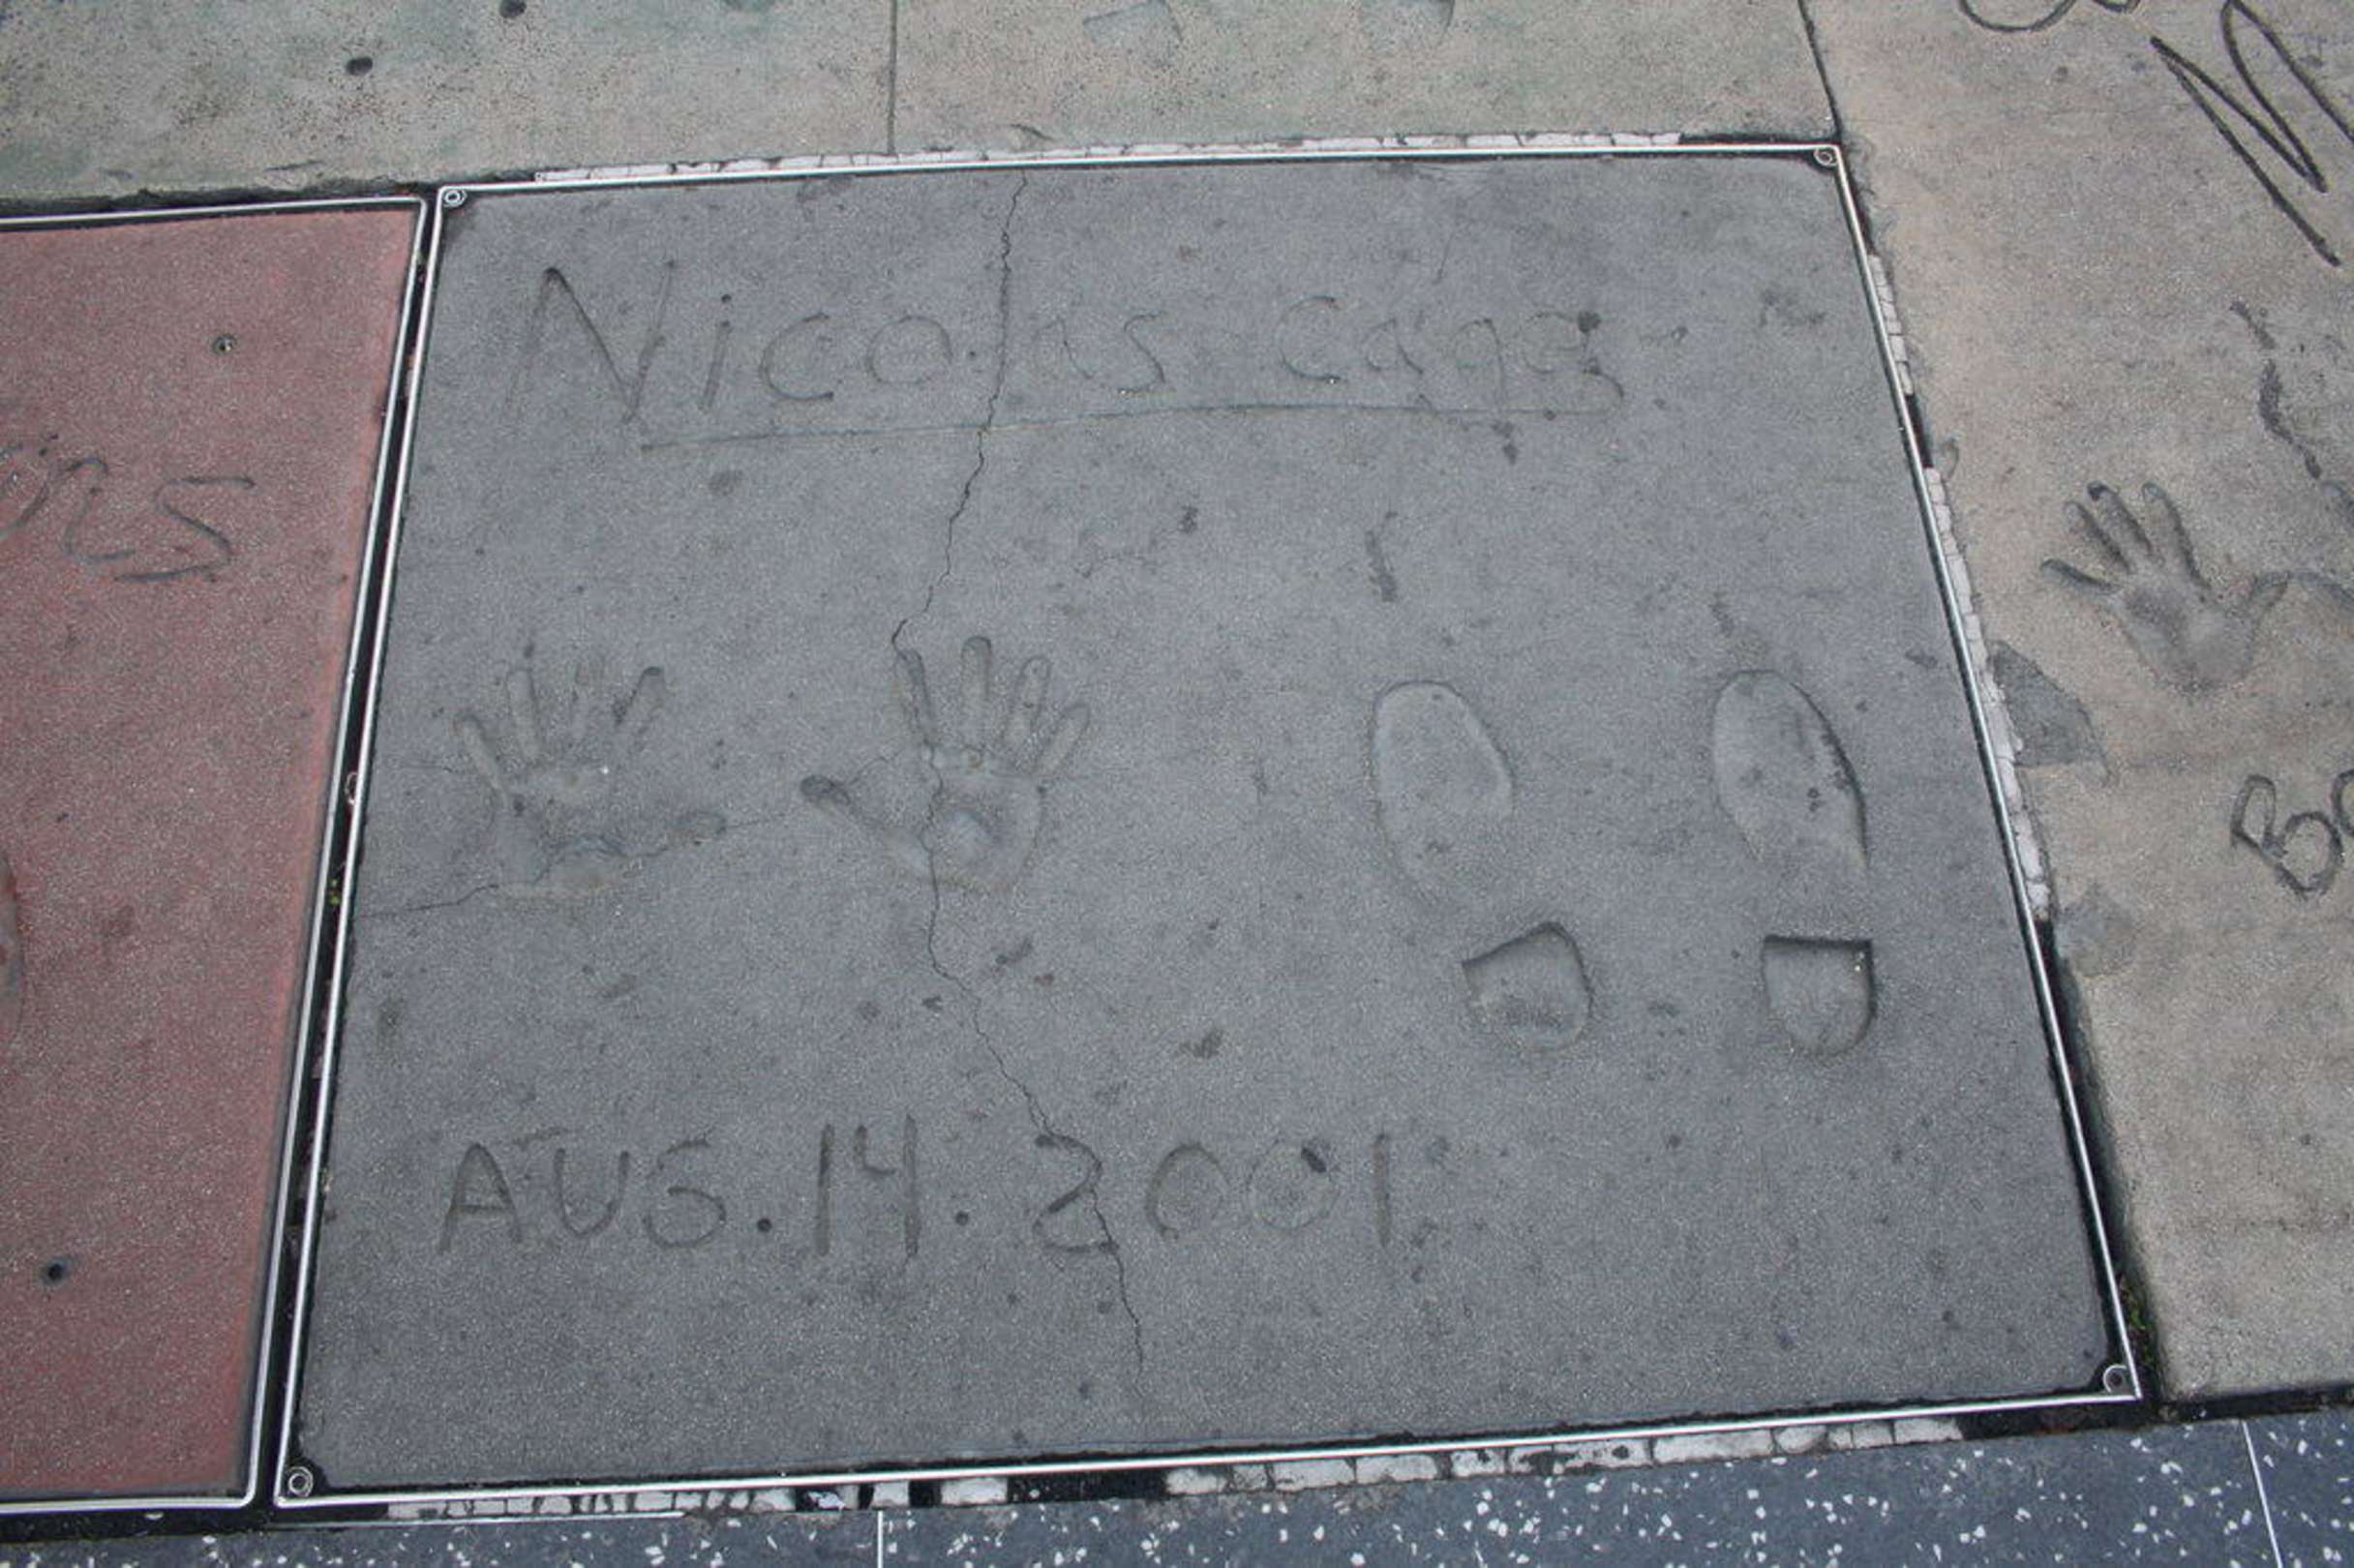 Nicolas Cage
AUG. 14. 2001